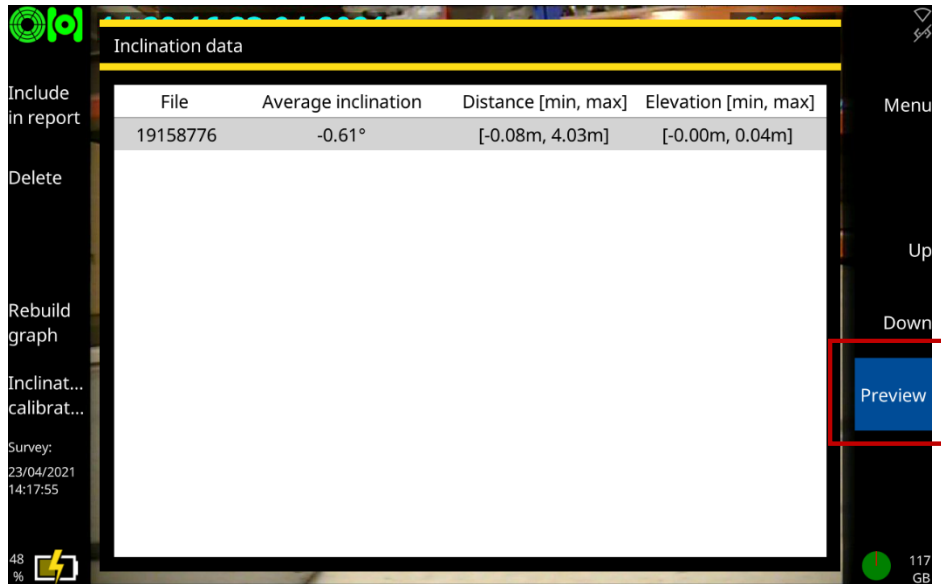 Inclination data
Include
in report
Delete
Rebuild
graph
Inclinat...
calibrat...
Survey:
23/04/2021
14:17:55
48
%
File Average inclination Distance [min, max] Elevation [min, max]
19158776 -0.61° [-0.08m, 4.03m] [-0.00m, 0.04m]
Menu
Up
Down
Preview
117
GB